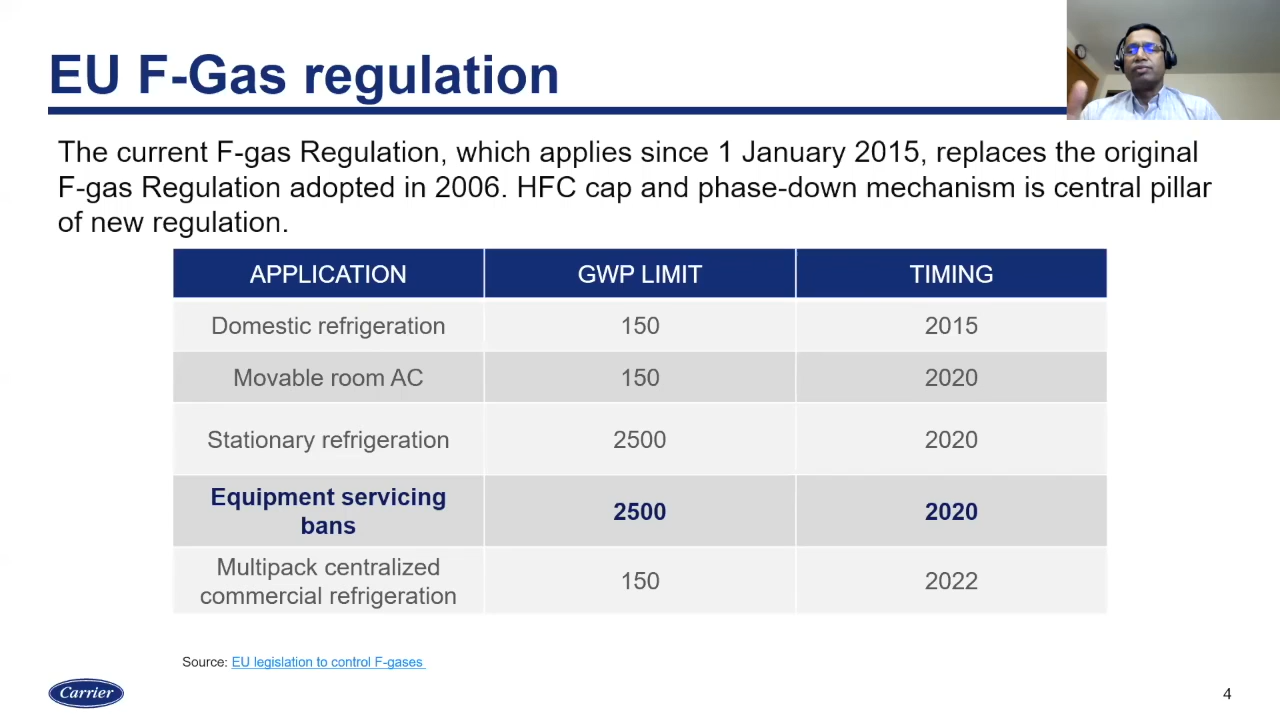 EU F-Gas regulation
The current F-gas Regulation, which applies since 1 January 2015, replaces the original
F-gas Regulation adopted in 2006. HFC cap and phase-down mechanism is central pillar
of new regulation.
APPLICATION GWP LIMIT TIMING
Domestic refrigeration 150 2015
Movable room AC 150 2020
Stationary refrigeration 2500 2020
Equipment servicing
bans 2500 2020
Multipack centralized
commercial refrigeration 150 2022
Source: EU legislation to control F-gases
Carrier
4